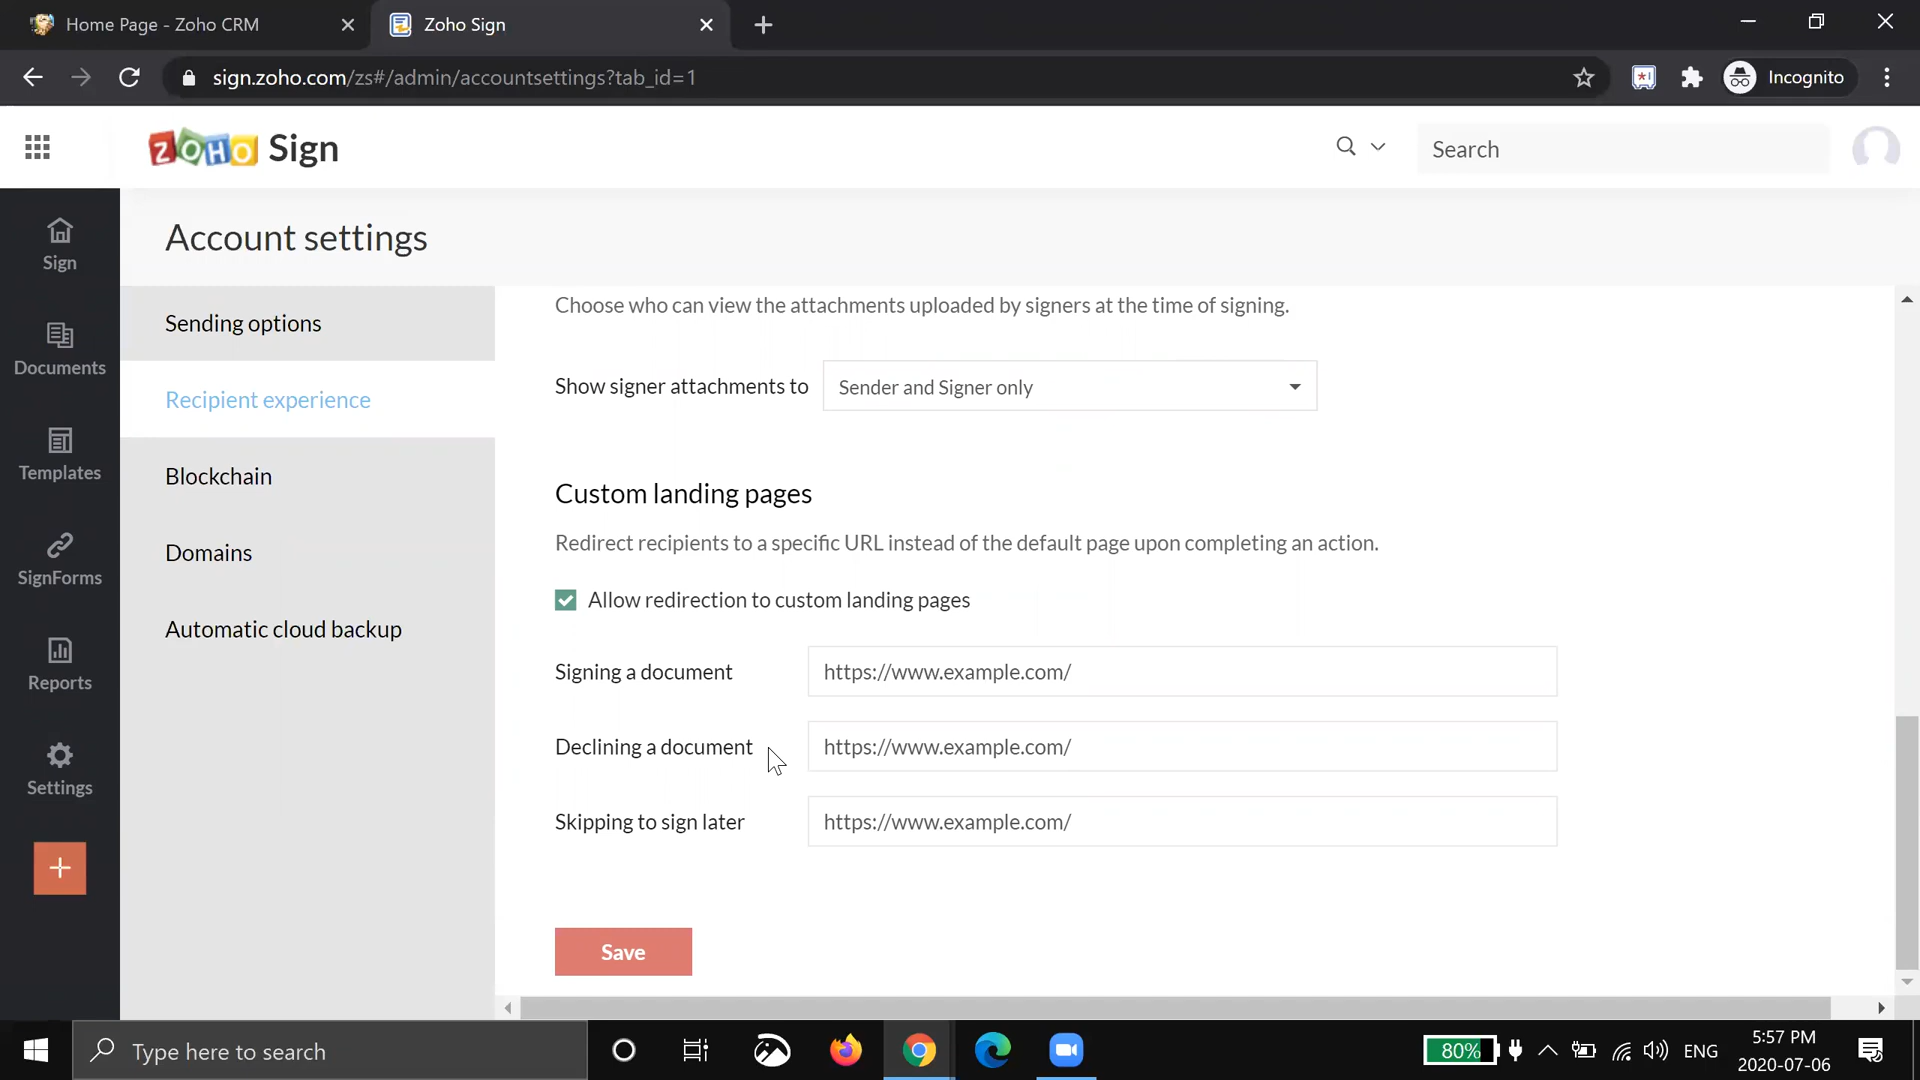 Home Page - Zoho CRM
Zoho Sign
sign.zoho.com/zs#/admin/accountsettings?tab_id=1
Incognito
ZOHO Sign
Search
Account settings
Sign
Documents
Templates
SignForms
Reports
Settings
Sending options
Recipient experience
Blockchain
Domains
Automatic cloud backup
Choose who can view the attachments uploaded by signers at the time of signing.
Show signer attachments to Sender and Signer only
Custom landing pages
Redirect recipients to a specific URL instead of the default page upon completing an action.
Allow redirection to custom landing pages
Signing a document https://www.example.com/
Declining a document https://www.example.com/
Skipping to sign later https://www.example.com/
Save
Type here to search
80%
ENG
5:57 PM
2020-07-06